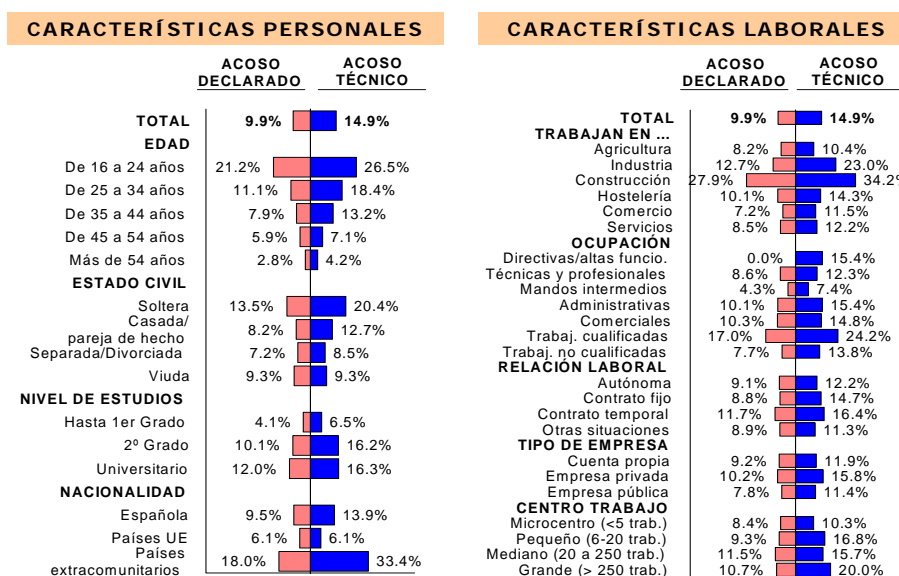 CARACTERÍSTICAS PERSONALES
ACOSO DECLARADO
ACOSO TÉCNICO
TOTAL 9.9% 14.9%
EDAD
De 16 a 24 años 21.2% 26.5%
De 25 a 34 años 11.1% 18.4%
De 35 a 44 años 7.9% 13.2%
De 45 a 54 años 5.9% 7.1%
Más de 54 años 2.8% 4.2%
ESTADO CIVIL
Soltera 13.5% 20.4%
Casada/
pareja de hecho 8.2% 12.7%
Separada/Divorciada 7.2% 8.5%
Viuda 9.3% 9.3%
NIVEL DE ESTUDIOS
Hasta 1er Grado 4.1% 6.5%
2º Grado 10.1% 16.2%
Universitario 12.0% 16.3%
NACIONALIDAD
Española 9.5% 13.9%
Países UE 6.1% 6.1%
Países
extracomunitarios 18.0% 33.4%
CARACTERÍSTICAS LABORALES
ACOSO DECLARADO
ACOSO TÉCNICO
TOTAL 9.9% 14.9%
TRABAJAN EN ...
Agricultura 8.2% 10.4%
Industria 12.7% 23.0%
Construcción 27.9% 34.2%
Hostelería 10.1% 14.3%
Comercio 7.2% 11.5%
Servicios 8.5% 12.2%
OCUPACIÓN
Directivas/altas funcio. 0.0% 15.4%
Técnicas y profesionales 8.6% 12.3%
Mandos intermedios 4.3% 7.4%
Administrativas 10.1% 15.4%
Comerciales 10.3% 14.8%
Trabaj. cualificadas 17.0% 24.2%
Trabaj. no cualificadas 7.7% 13.8%
RELACIÓN LABORAL
Autónoma 9.1% 12.2%
Contrato fijo 8.8% 14.7%
Contrato temporal 11.7% 16.4%
Otras situaciones 8.9% 11.3%
TIPO DE EMPRESA
Cuenta propia 9.2% 11.9%
Empresa privada 10.2% 15.8%
Empresa pública 7.8% 11.4%
CENTRO TRABAJO
Microcentro (<5 trab.) 8.4% 10.3%
Pequeño (6-20 trab.) 9.3% 16.8%
Mediano (20 a 250 trab.) 11.5% 15.7%
Grande (> 250 trab.) 10.7% 20.0%